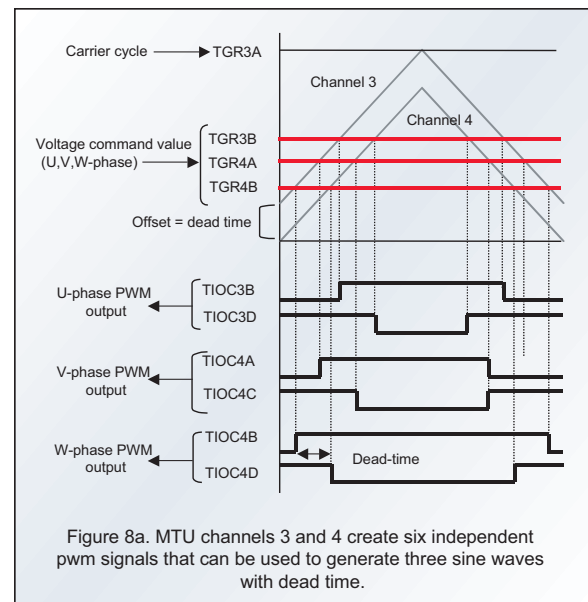 Carrier cycle
TGR3A
Channel 3
Channel 4
Voltage command value
(U,V,W-phase)
TGR3B
TGR4A
TGR4B
Offset = dead time
U-phase PWM
output
TIOC3B
TIOC3D
V-phase PWM
output
TIOC4A
TIOC4C
W-phase PWM
output
TIOC4B
TIOC4D
Dead-time
Figure 8a. MTU channels 3 and 4 create six independent
pwm signals that can be used to generate three sine waves
with dead time.